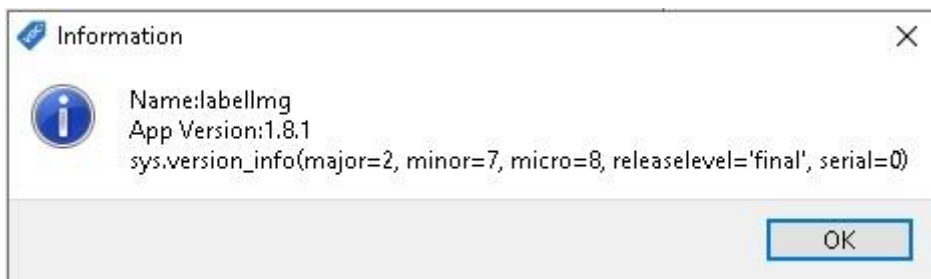 VOC
Information
Name:labelImg
App Version:1.8.1
sys.version_info(major=2, minor=7, micro=8, releaselevel='final', serial=0)
OK